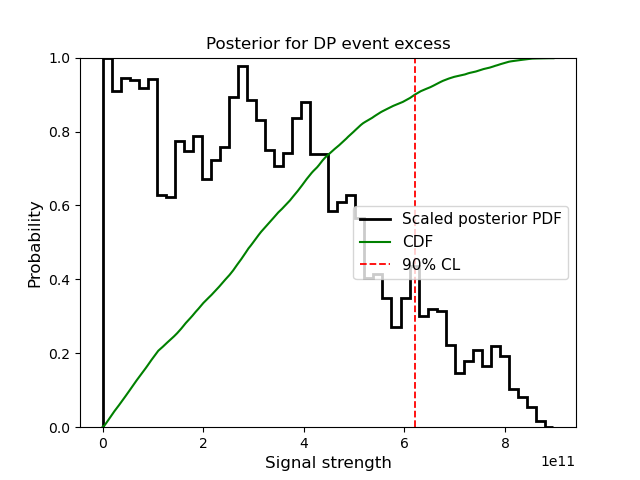 Posterior for DP event excess
Probability
1.0
0.8
0.6
0.4
0.2
0.0
Scaled posterior PDF
CDF
90% CL
0 2 4 6 8
1e11
Signal strength